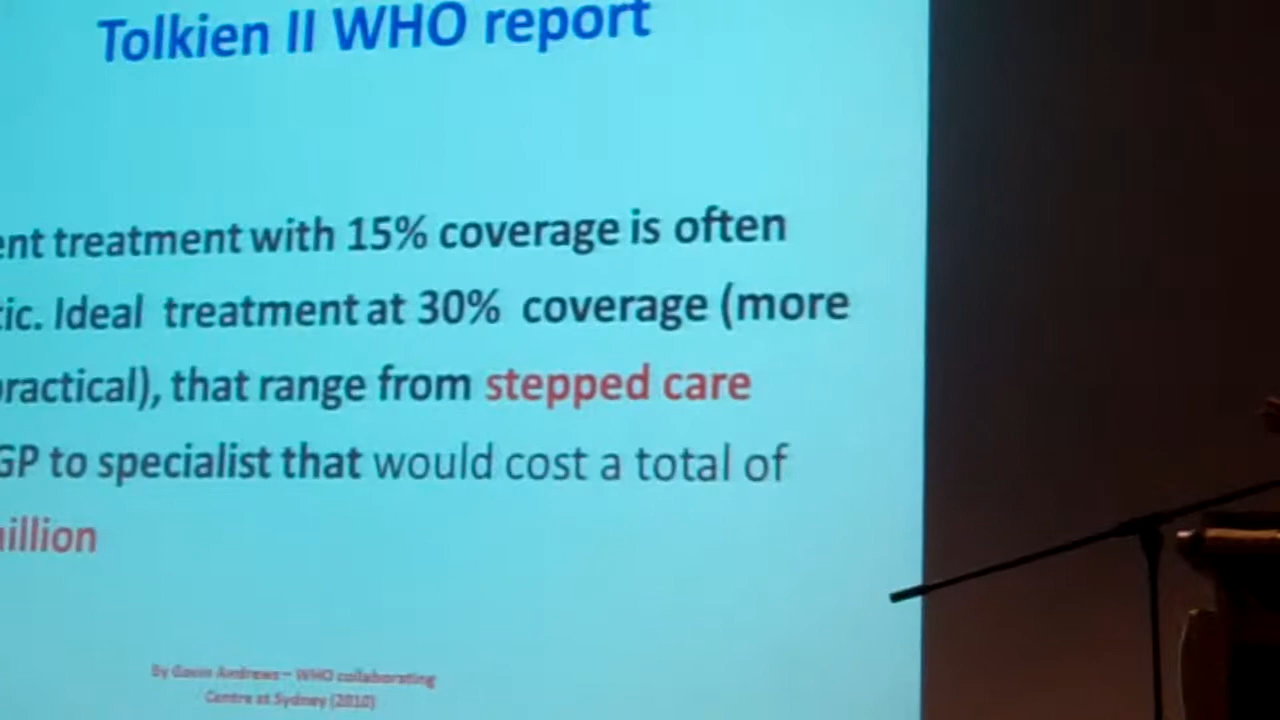 Tolkien II WHO report
ent treatment with 15% coverage is often
tic. Ideal treatment at 30% coverage (more
practical), that range from stepped care
GP to specialist that would cost a total of
illion
By Gavin Andrews – WHO collaborating
Centre at Sydney (2010)